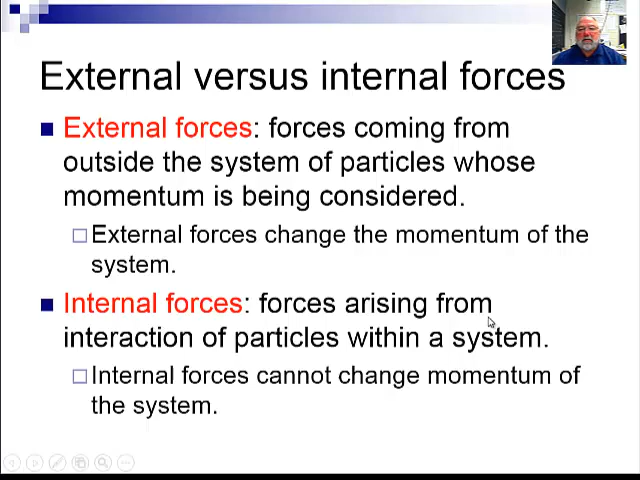 External versus internal forces
External forces: forces coming from
outside the system of particles whose
momentum is being considered.
External forces change the momentum of the
system.
Internal forces: forces arising from
interaction of particles within a system.
Internal forces cannot change momentum of
the system.